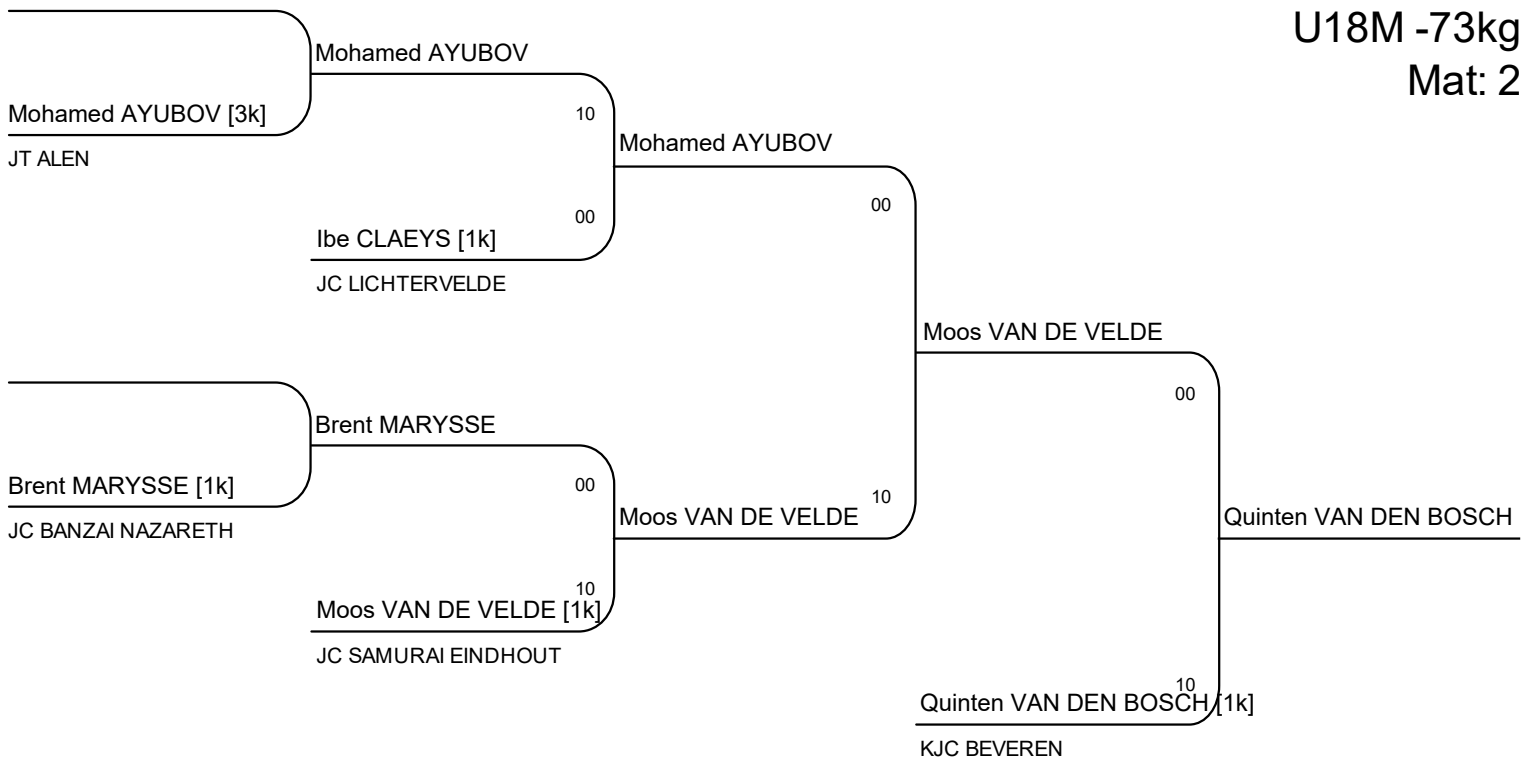 U18M -73kg
Mat: 2
Mohamed AYUBOV
Mohamed AYUBOV [3k]
JT ALEN
10
Mohamed AYUBOV
00
00
Ibe CLAEYS [1k]
JC LICHTERVELDE
Moos VAN DE VELDE
00
Brent MARYSSE
Brent MARYSSE [1k]
JC BANZAI NAZARETH
00
10
Moos VAN DE VELDE
Quinten VAN DEN BOSCH
10
Moos VAN DE VELDE [1k]
JC SAMURAI EINDHOUT
10
Quinten VAN DEN BOSCH [1k]
KJC BEVEREN